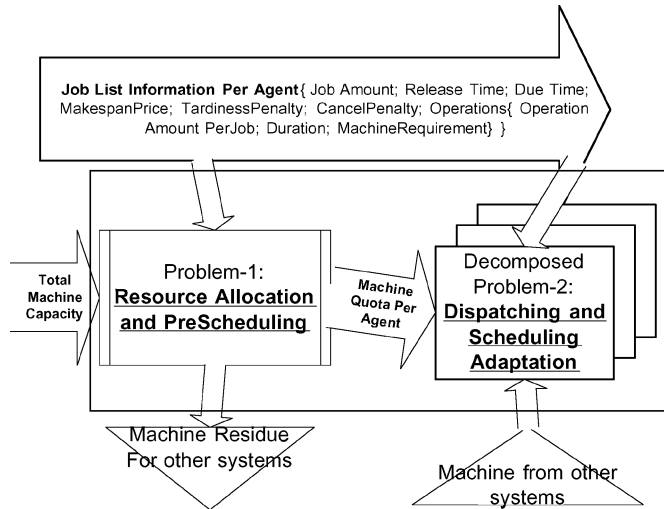 Job List Information Per Agent{ Job Amount; Release Time; Due Time;
MakespanPrice; TardinessPenalty; CancelPenalty; Operations{ Operation
Amount PerJob; Duration; MachineRequirement} }
Total
Machine
Capacity
Problem-1:
Resource Allocation
and PreScheduling
Machine
Quota Per
Agent
Decomposed
Problem-2:
Dispatching and
Scheduling
Adaptation
Machine Residue
For other systems
Machine from other
systems